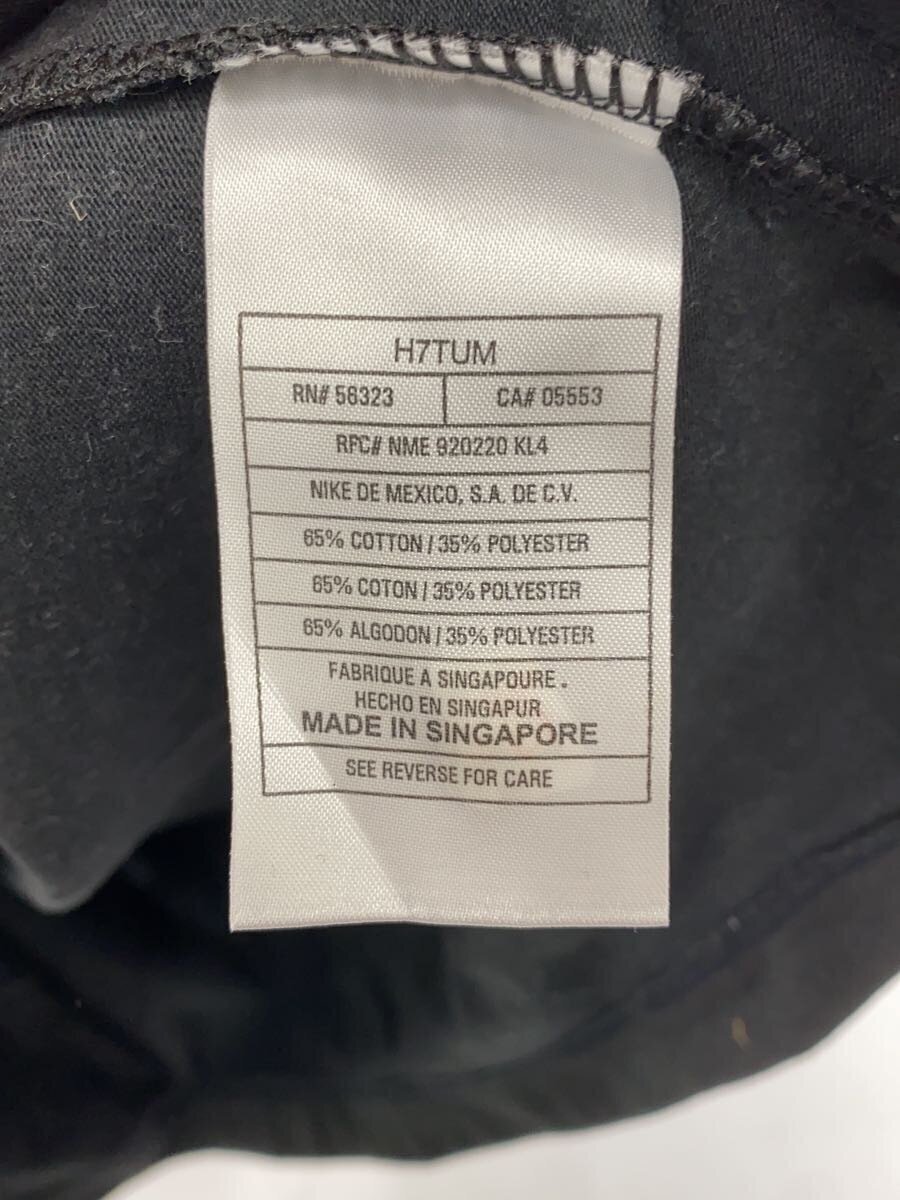 H7TUM
RN# 56323 CA# 05553
RFC# NME 920220 KL4
NIKE DE MEXICO, S.A. DE C.V.
65% COTTON / 35% POLYESTER
65% COTON / 35% POLYESTER
65% ALGODON / 35% POLYESTER
FABRIQUE A SINGAPOURE.
HECHO EN SINGAPUR
MADE IN SINGAPORE
SEE REVERSE FOR CARE